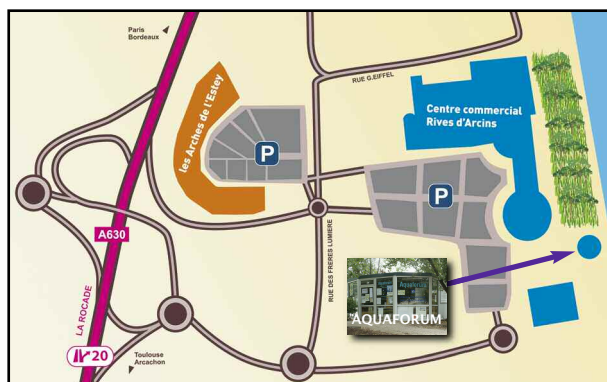 Paris
Bordeaux
RUE G.EIFFEL
Centre commercial
Rives d'Arcins
les Arches de l'Estey
P
P
A630
RUE DES FRERES LUMIERE
Aquaforum
AQUAFORUM
LA ROCADE
20
Toulouse
Arcachon